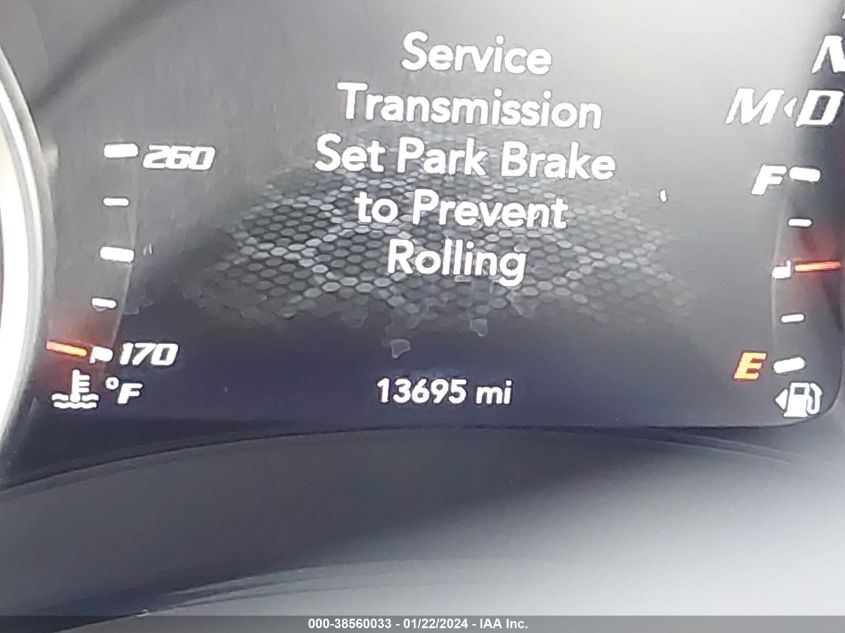 Service
Transmission
Set Park Brake
to Prevent
Rolling
N
M<D
260
F
170
°F
E
13695 mi
000-38560033 - 01/22/2024 - IAA Inc.